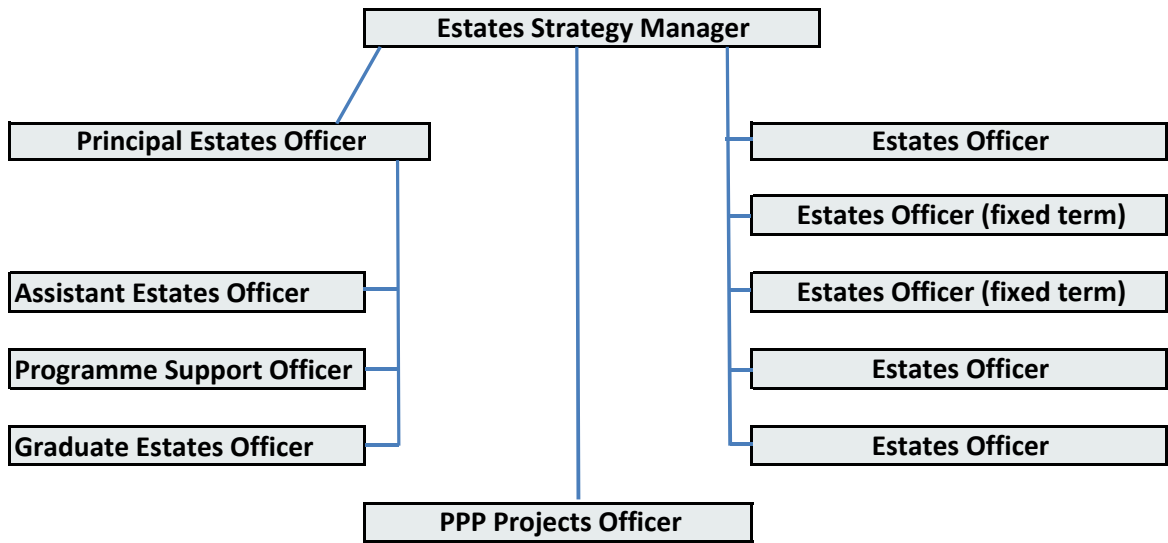 Estates Strategy Manager
Principal Estates Officer
Estates Officer
Estates Officer (fixed term)
Assistant Estates Officer
Estates Officer (fixed term)
Programme Support Officer
Estates Officer
Graduate Estates Officer
Estates Officer
PPP Projects Officer